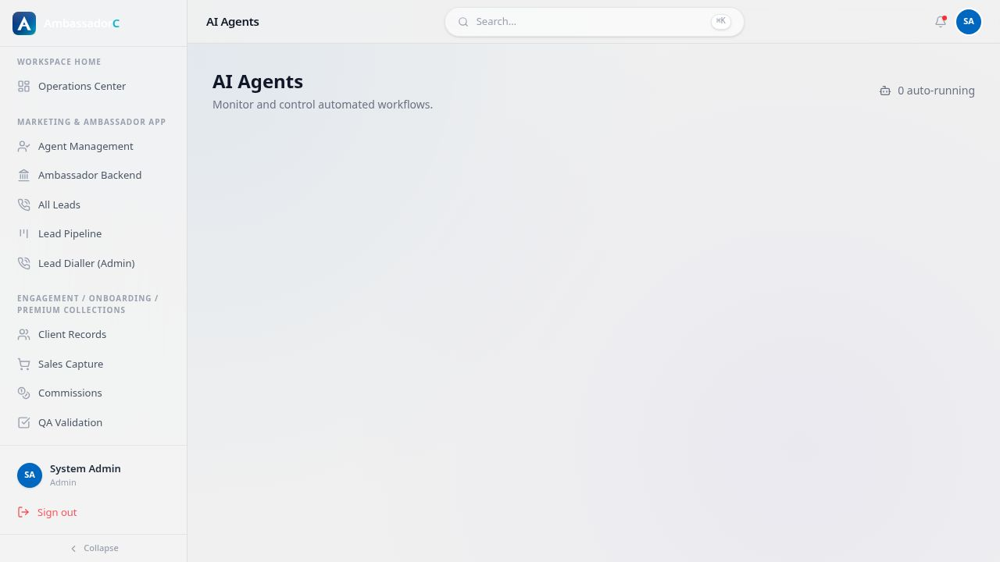 AmbassadorC
WORKSPACE HOME
Operations Center
MARKETING & AMBASSADOR APP
Agent Management
Ambassador Backend
All Leads
Lead Pipeline
Lead Dialler (Admin)
ENGAGEMENT / ONBOARDING /
PREMIUM COLLECTIONS
Client Records
Sales Capture
Commissions
QA Validation
SA
System Admin
Admin
Sign out
Collapse
AI Agents
Search...
⌘K
SA
AI Agents
Monitor and control automated workflows.
0 auto-running